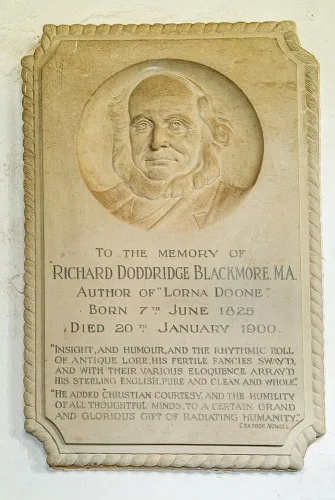 TO THE MEMORY OF
RICHARD DODDRIDGE BLACKMORE, M.A.
AUTHOR OF "LORNA DOONE".
BORN 7TH JUNE 1825
DIED 20TH JANUARY 1900.
"INSIGHT, AND HUMOUR, AND THE RHYTHMIC ROLL
OF ANTIQUE LORE, HIS FERTILE FANCIES SWAY'D,
AND WITH THEIR VARIOUS ELOQUENCE ARRAY'D
HIS STERLING ENGLISH, PURE AND CLEAN AND WHOLE".
"HE ADDED CHRISTIAN COURTESY, AND THE HUMILITY
OF ALL THOUGHTFUL MINDS, TO A CERTAIN GRAND
AND GLORIOUS GIFT OF RADIATING HUMANITY."
CRADOCK NOWELL.